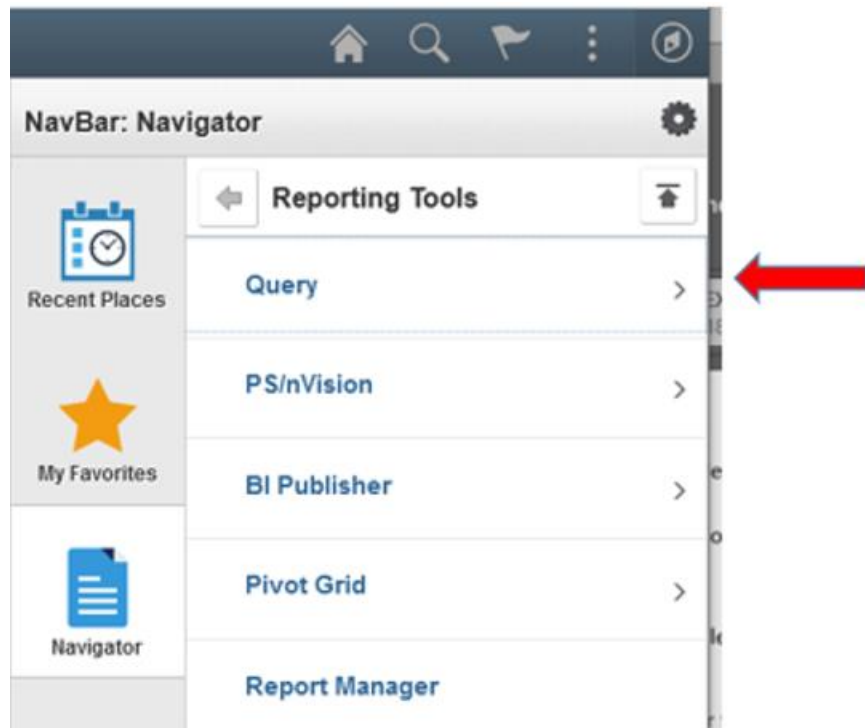 NavBar: Navigator
Reporting Tools
Recent Places
Query
PS/nVision
My Favorites
BI Publisher
Pivot Grid
Navigator
Report Manager